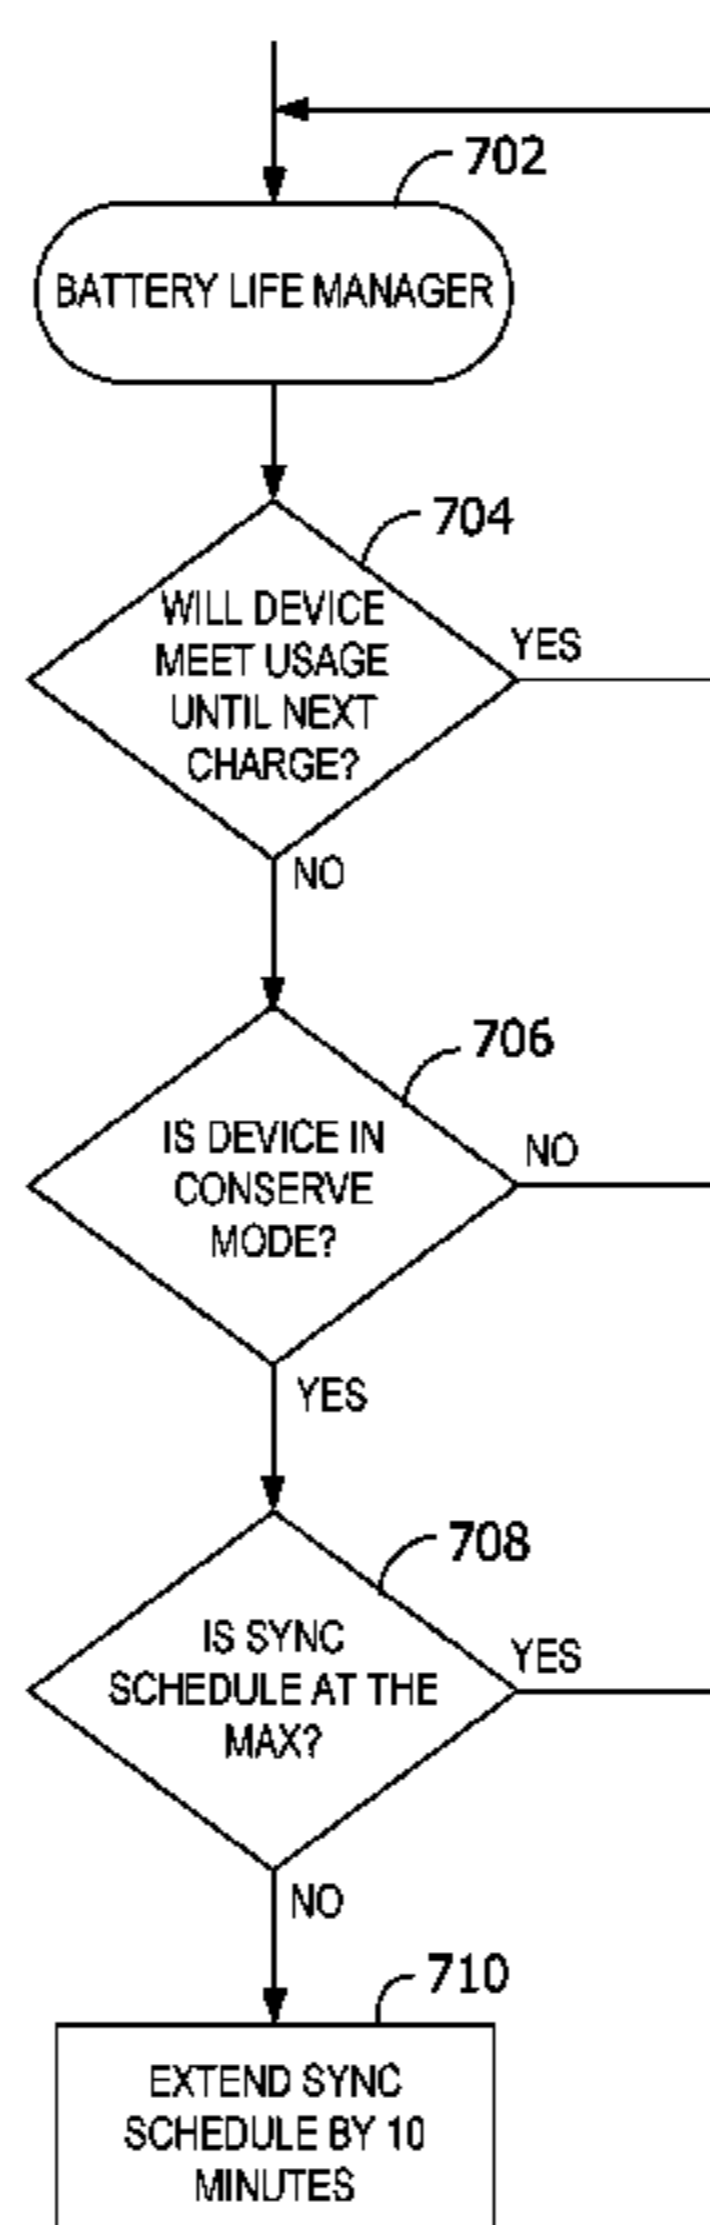 702
BATTERY LIFE MANAGER
704
WILL DEVICE
MEET USAGE
UNTIL NEXT
CHARGE?
YES
NO
706
IS DEVICE IN
CONSERVE
MODE?
NO
YES
708
IS SYNC
SCHEDULE AT THE
MAX?
YES
NO
710
EXTEND SYNC
SCHEDULE BY 10
MINUTES